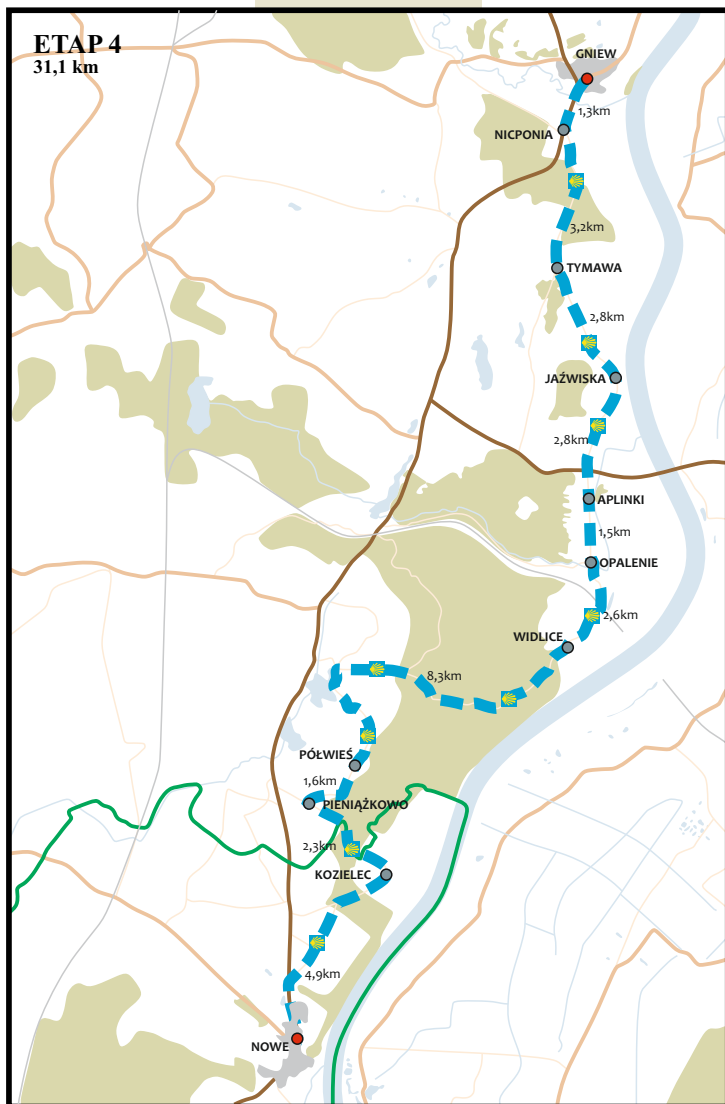 ETAP 4
31,1 km
GNIEW
1,3km
NICPONIA
3,2km
TYMAWA
2,8km
JAŹWISKA
2,8km
APLINKI
1,5km
OPALENIE
2,6km
WIDLICE
8,3km
PÓŁWIEŚ
1,6km
PIENIĄŻKOWO
2,3km
KOZIELEC
4,9km
NOWE